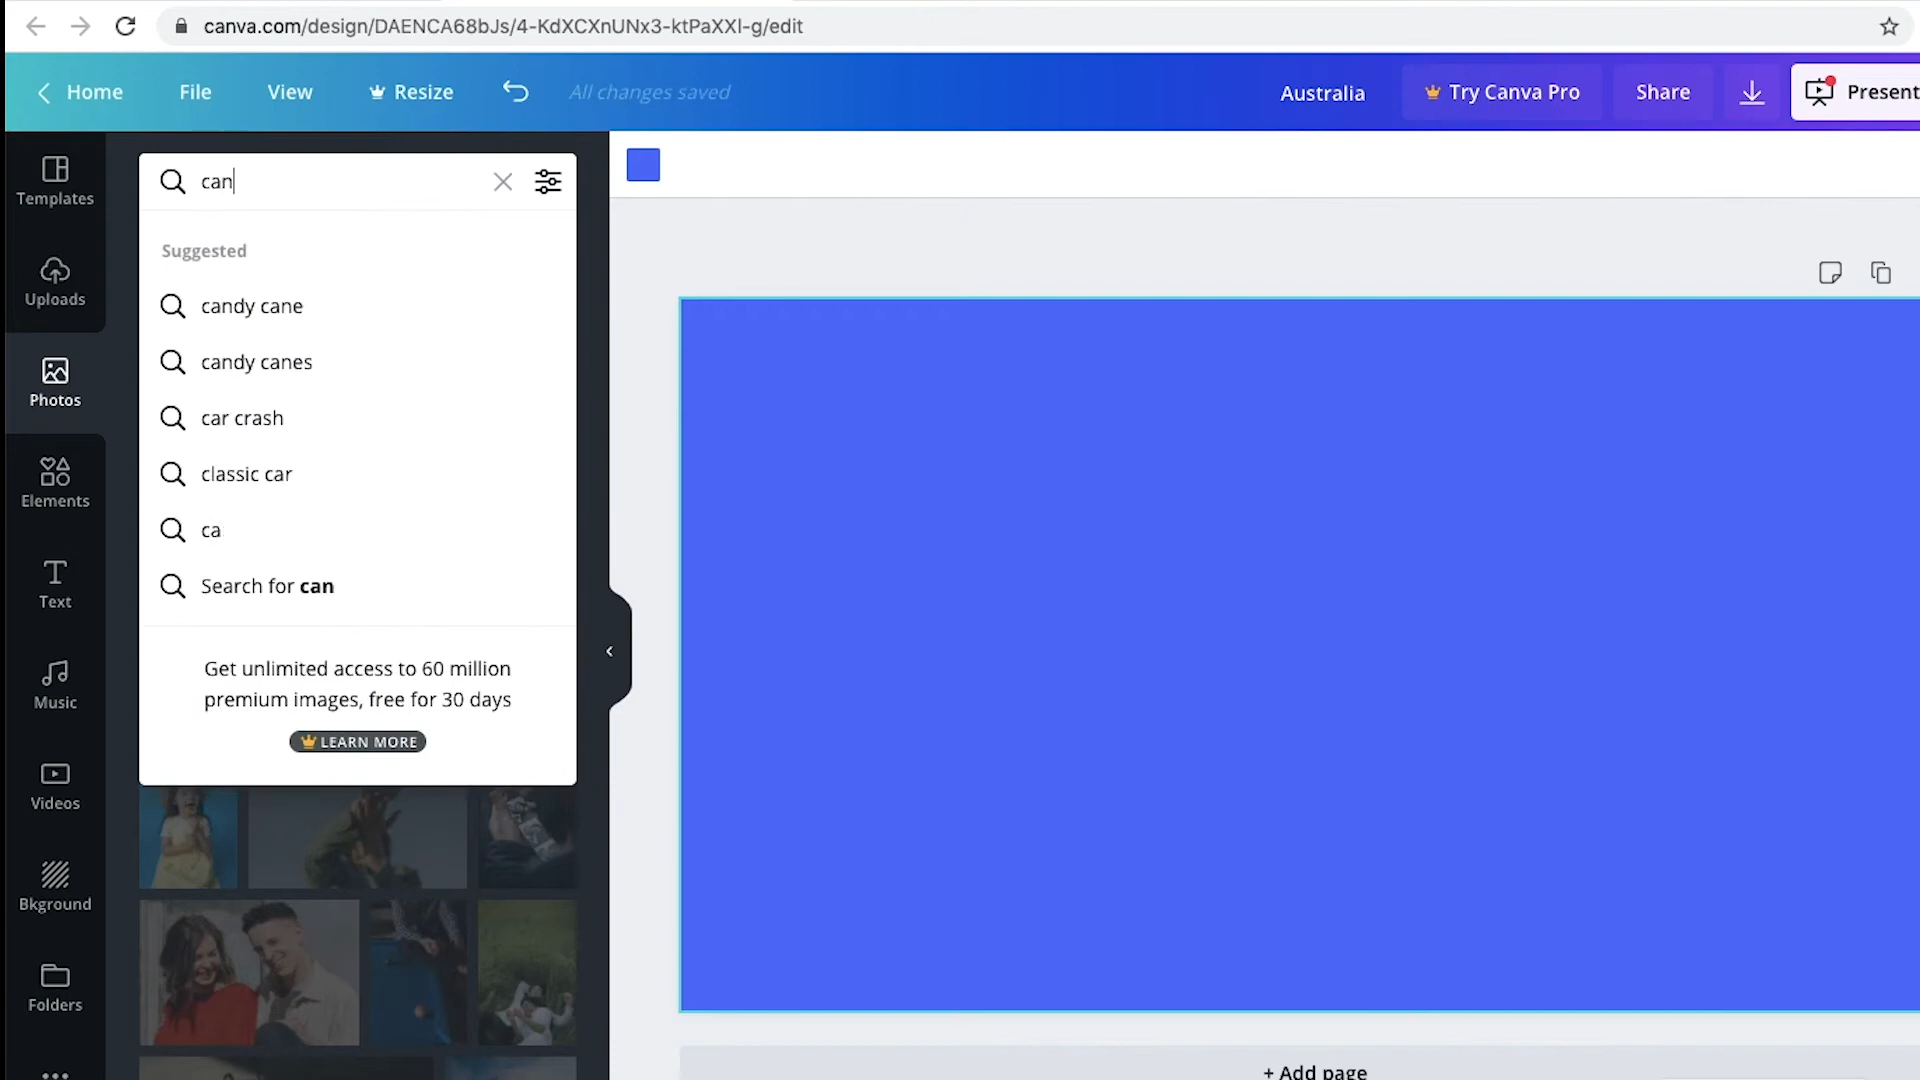 canva.com/design/DAENCA68bJs/4-KdXCXnUNx3-ktPaXXI-g/edit
Home
File
View
Resize
All changes saved
Australia
Try Canva Pro
Share
Present
Templates
Uploads
Photos
Elements
Text
Music
Videos
Bkground
Folders
can
Suggested
candy cane
candy canes
car crash
classic car
ca
Search for can
Get unlimited access to 60 million
premium images, free for 30 days
LEARN MORE
+ Add page